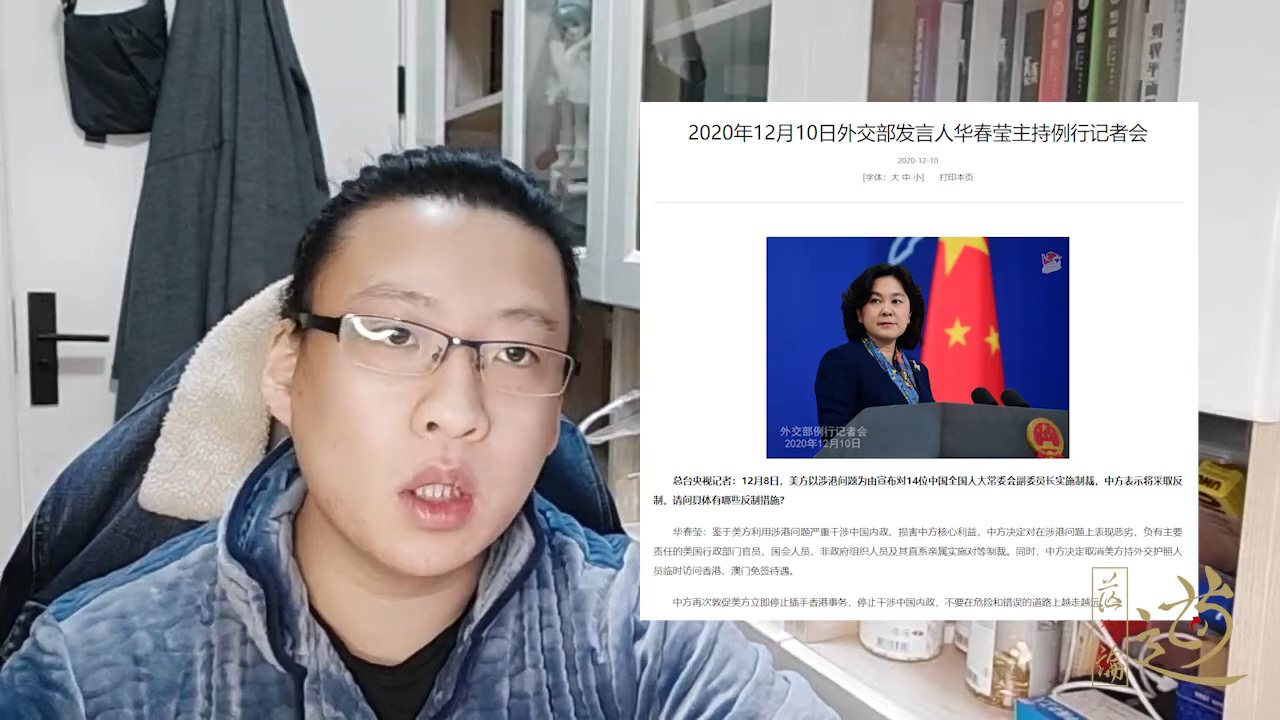 2020年12月10日外交部发言人华春莹主持例行记者会
2020-12-10
[字体：大 中 小] 打印本页
外交部例行记者会
2020年12月10日
总台央视记者：12月8日，美方以涉港问题为由宣布对14位中国全国人大常委会副委员长实施制裁，中方表示将采取反
制。请问具体有哪些反制措施？
华春莹：鉴于美方利用涉港问题严重干涉中国内政、损害中方核心利益，中方决定对在涉港问题上表现恶劣、负有主要
责任的美国行政部门官员、国会人员、非政府组织人员及其直系亲属实施对等制裁。同时，中方决定取消美方持外交护照人
员临时访问香港、澳门免签待遇。
中方再次敦促美方立即停止插手香港事务，停止干涉中国内政，不要在危险和错误的道路上越走越远。